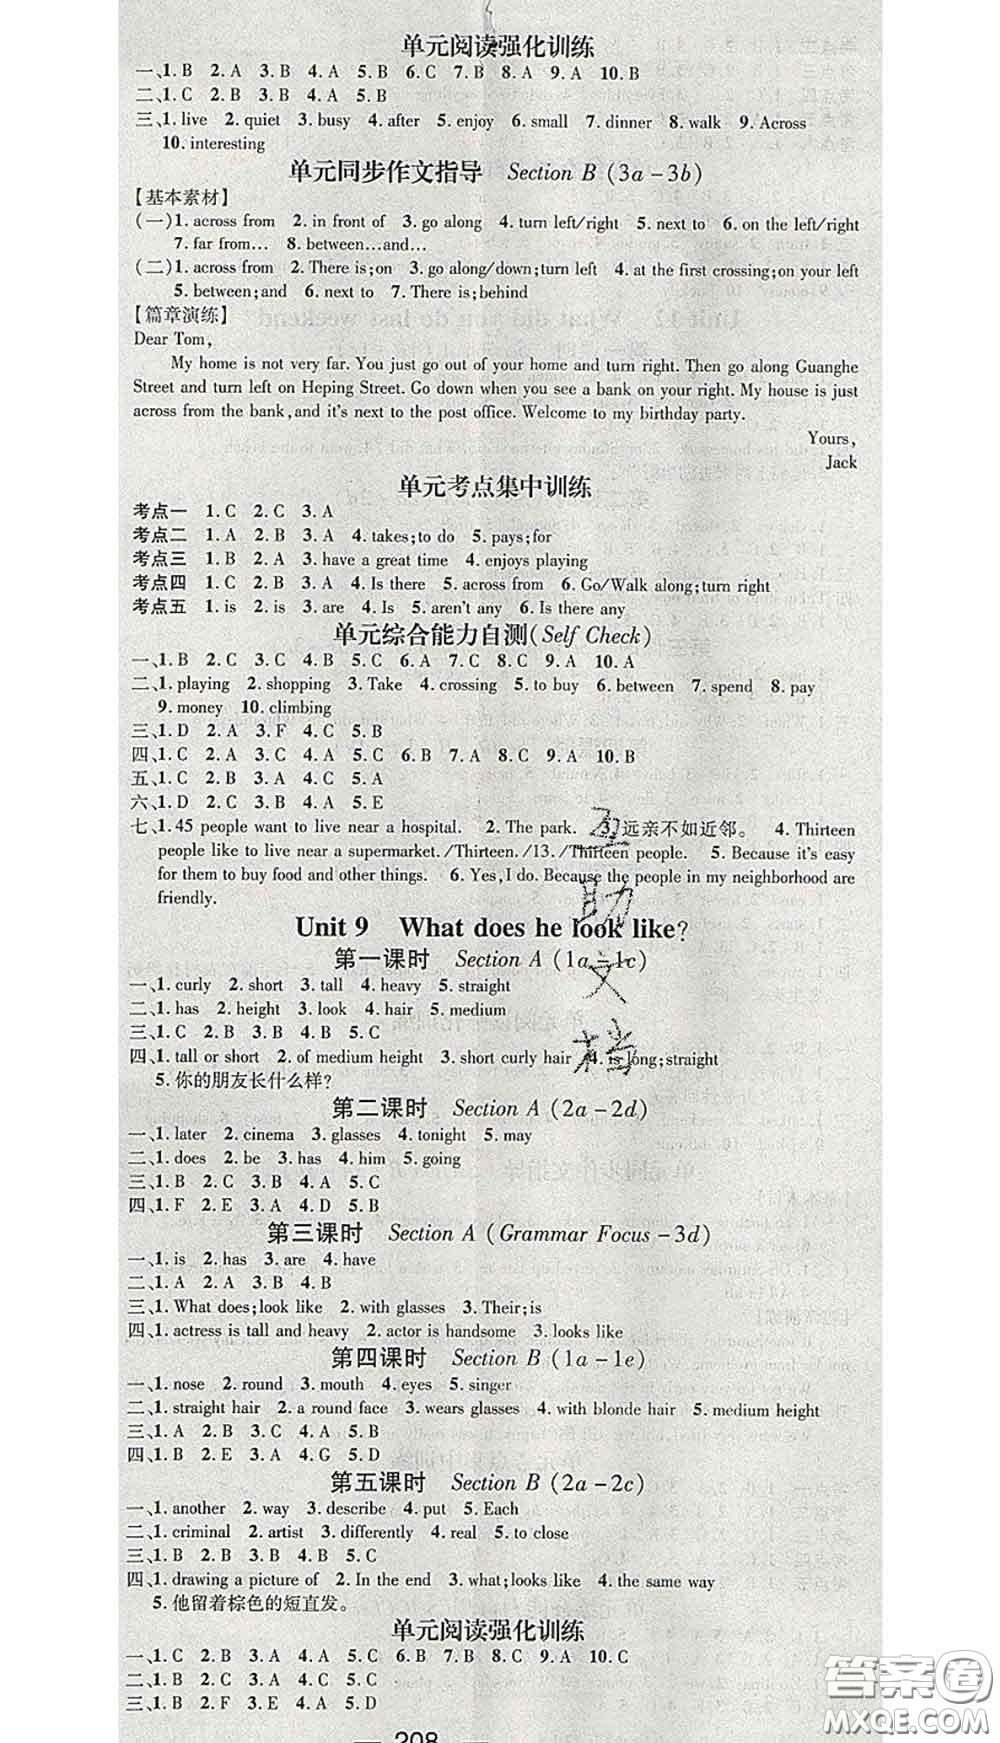 单元阅读强化训练
一、1. B 2. A 3. B 4. A 5. B 6. C 7. B 8. A 9. A 10. B
二、1. C 2. B 3. B 4. A 5. B
三、1. live 2. quiet 3. busy 4. after 5. enjoy 6. small 7. dinner 8. walk 9. Across
10. interesting
单元同步作文指导 Section B (3a-3b)
【基本素材】
(一)1. across from 2. in front of 3. go along 4. turn left/right 5. next to 6. on the left/right
7. far from… 8. between…and…
(二)1. across from 2. There is;on 3. go along/down;turn left 4. at the first crossing;on your left
5. between;and 6. next to 7. There is;behind
【篇章演练】
Dear Tom,
My home is not very far. You just go out of your home and turn right. Then go along Guanghe
Street and turn left on Heping Street. Go down when you see a bank on your right. My house is just
across from the bank,and it's next to the post office. Welcome to my birthday party.
Yours,
Jack
单元考点集中训练
考点一 1. C 2. C 3. A
考点二 1. A 2. B 3. A 4. takes;to do 5. pays;for
考点三 1. B 2. A 3. have a great time 4. enjoys playing
考点四 1. C 2. B 3. A 4. Is there 5. across from 6. Go/Walk along;turn right
考点五 1. is 2. is 3. are 4. Is 5. aren't any 6. Is there any
单元综合能力自测(Self Check)
一、1. B 2. C 3. C 4. B 5. C 6. A 7. C 8. C 9. A 10. A
二、1. playing 2. shopping 3. Take 4. crossing 5. to buy 6. between 7. spend 8. pay
9. money 10. climbing
三、1. D 2. A 3. F 4. C 5. B
四、1. C 2. A 3. C 4. A 5. C 6. B 7. A 8. C 9. A 10. B
五、1. C 2. B 3. A 4. C 5. A
六、1. D 2. C 3. B 4. A 5. E
七、1. 45 people want to live near a hospital. 2. The park. 3. 远亲不如近邻。 4. Thirteen
people like to live near a supermarket./Thirteen./13./Thirteen people. 5. Because it's easy
for them to buy food and other things. 6. Yes,I do. Because the people in my neighborhood are
friendly.
Unit 9 What does he look like?
第一课时 Section A (1a-1c)
一、1. curly 2. short 3. tall 4. heavy 5. straight
二、1. has 2. height 3. look 4. hair 5. medium
三、1. C 2. B 3. B 4. B 5. C
四、1. tall or short 2. of medium height 3. short curly hair 4. is long;straight
5. 你的朋友长什么样?
第二课时 Section A (2a-2d)
一、1. later 2. cinema 3. glasses 4. tonight 5. may
二、1. does 2. be 3. has 4. him 5. going
三、1. B 2. C 3. B 4. A 5. C
四、1. F 2. E 3. A 4. D 5. B
第三课时 Section A (Grammar Focus-3d)
一、1. is 2. has 3. are 4. have
二、1. A 2. A 3. B 4. B
三、1. What does;look like 2. with glasses 3. Their;is
四、1. actress is tall and heavy 2. actor is handsome 3. looks like
第四课时 Section B (1a-1e)
一、1. nose 2. round 3. mouth 4. eyes 5. singer
二、1. straight hair 2. a round face 3. wears glasses 4. with blonde hair 5. medium height
三、1. A 2. B 3. C 4. A 5. B
四、1. B 2. E 3. A 4. G 5. D
第五课时 Section B (2a-2c)
一、1. another 2. way 3. describe 4. put 5. Each
二、1. criminal 2. artist 3. differently 4. real 5. to close
三、1. B 2. B 3. B 4. B 5. C
四、1. drawing a picture of 2. In the end 3. what;looks like 4. the same way
5. 他留着棕色的短直发。
单元阅读强化训练
一、1. C 2. B 3. A 4. A 5. C 6. B 7. B 8. C 9. A 10. C
二、1. C 2. B 3. A 4. C 5. C
三、1. B 2. F 3. E 4. A 5. D
— 208 —
互助文档
答案圈
MXQE.COM